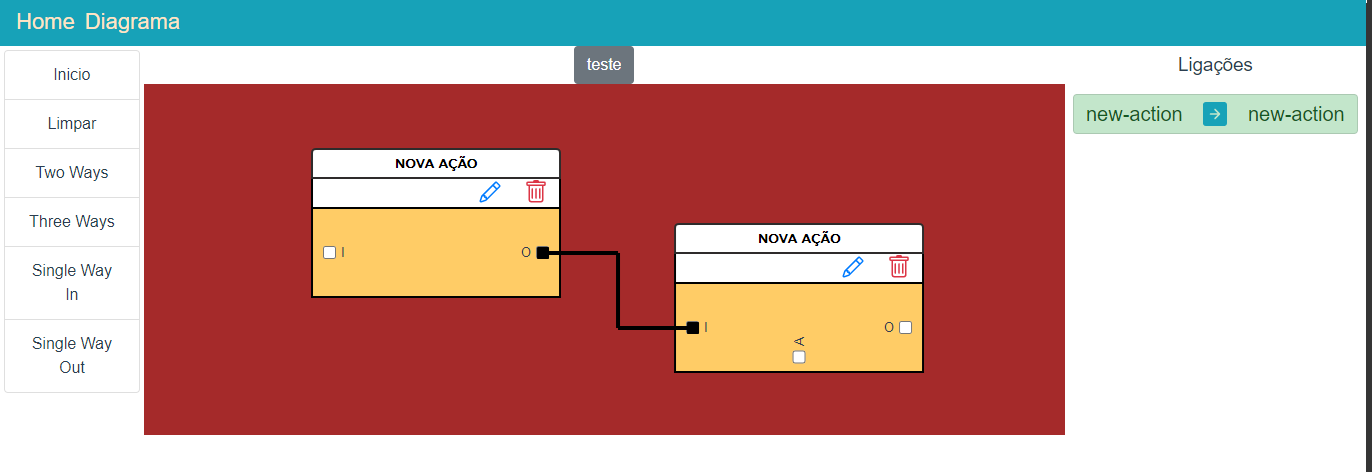 Home Diagrama
Inicio
Limpar
Two Ways
Three Ways
Single Way
In
Single Way
Out
teste
NOVA AÇÃO
I
O
NOVA AÇÃO
I
O
A
Ligações
new-action new-action